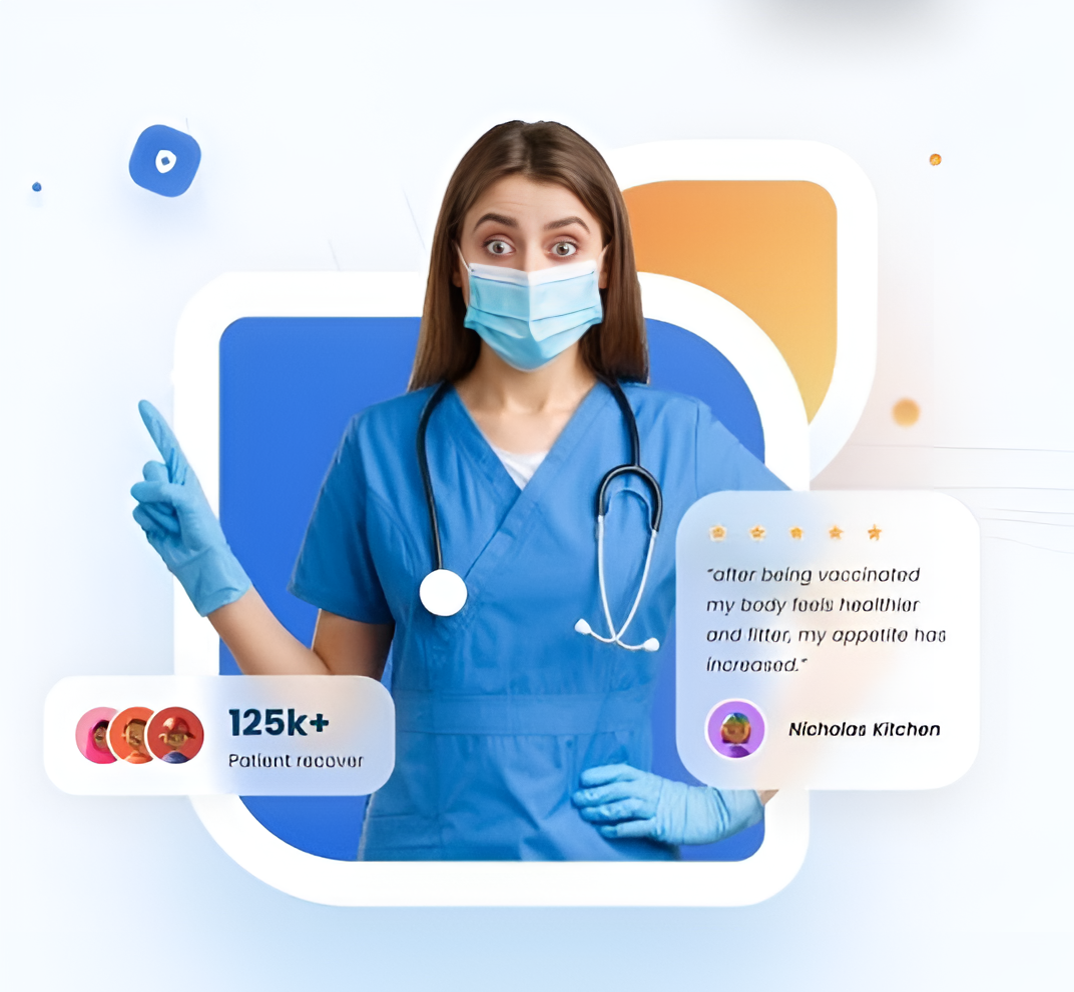 "after being vaccinated
my body feels healthier
and fitter, my appetite has
increased."
Nicholas Kitchen
125k+
Patient recover